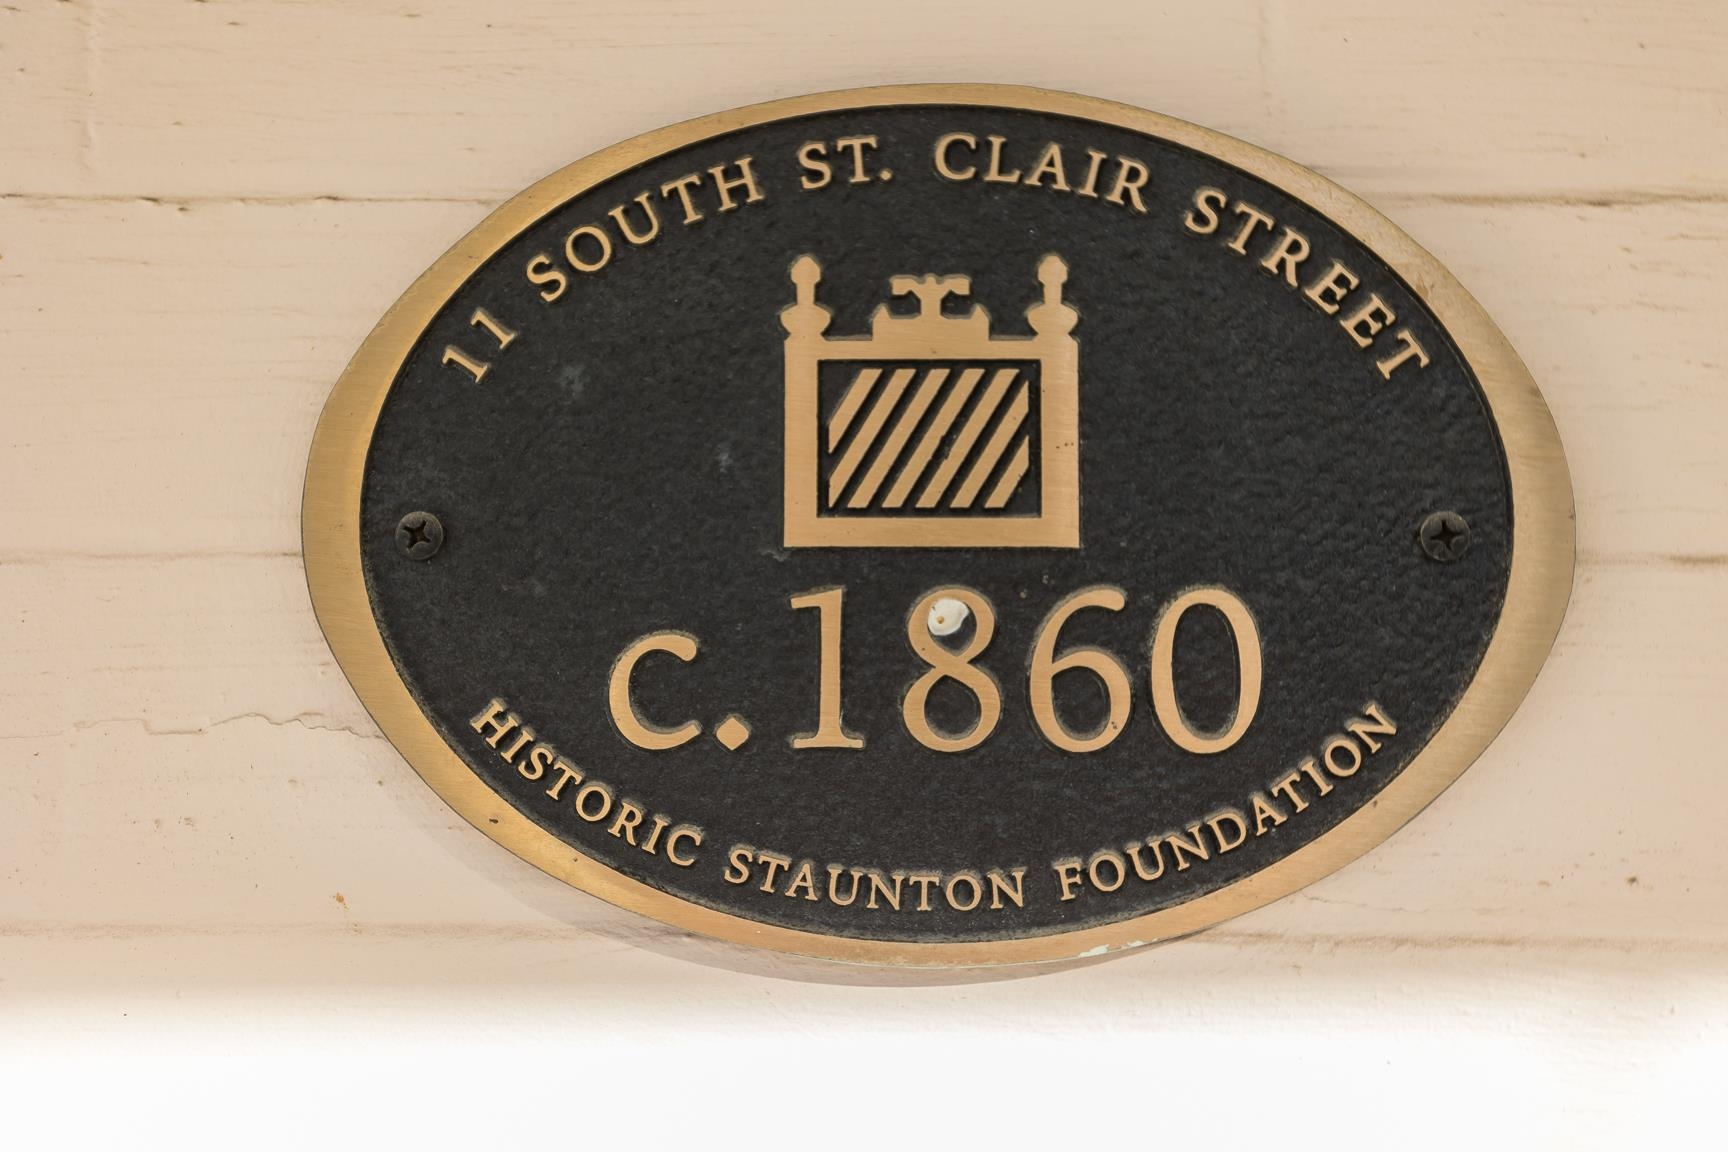 11 SOUTH ST. CLAIR STREET
c.1860
HISTORIC STAUNTON FOUNDATION